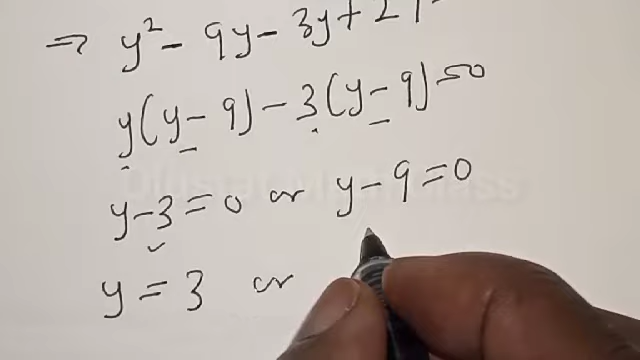 ⇒ y² - 9y - 3y + 27
y(y - 9) - 3(y - 9) = 0
y - 3 = 0 or y - 9 = 0
y = 3 or